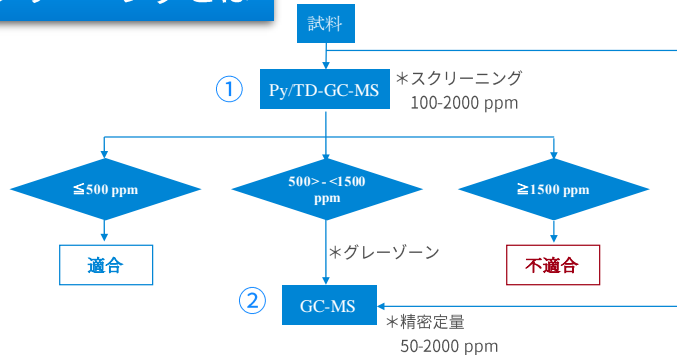 試料
①
Py/TD-GC-MS
＊スクリーニング
100-2000 ppm
≦500 ppm
500>-<1500
ppm
≧1500 ppm
適合
＊グレーゾーン
不適合
②
GC-MS
＊精密定量
50-2000 ppm